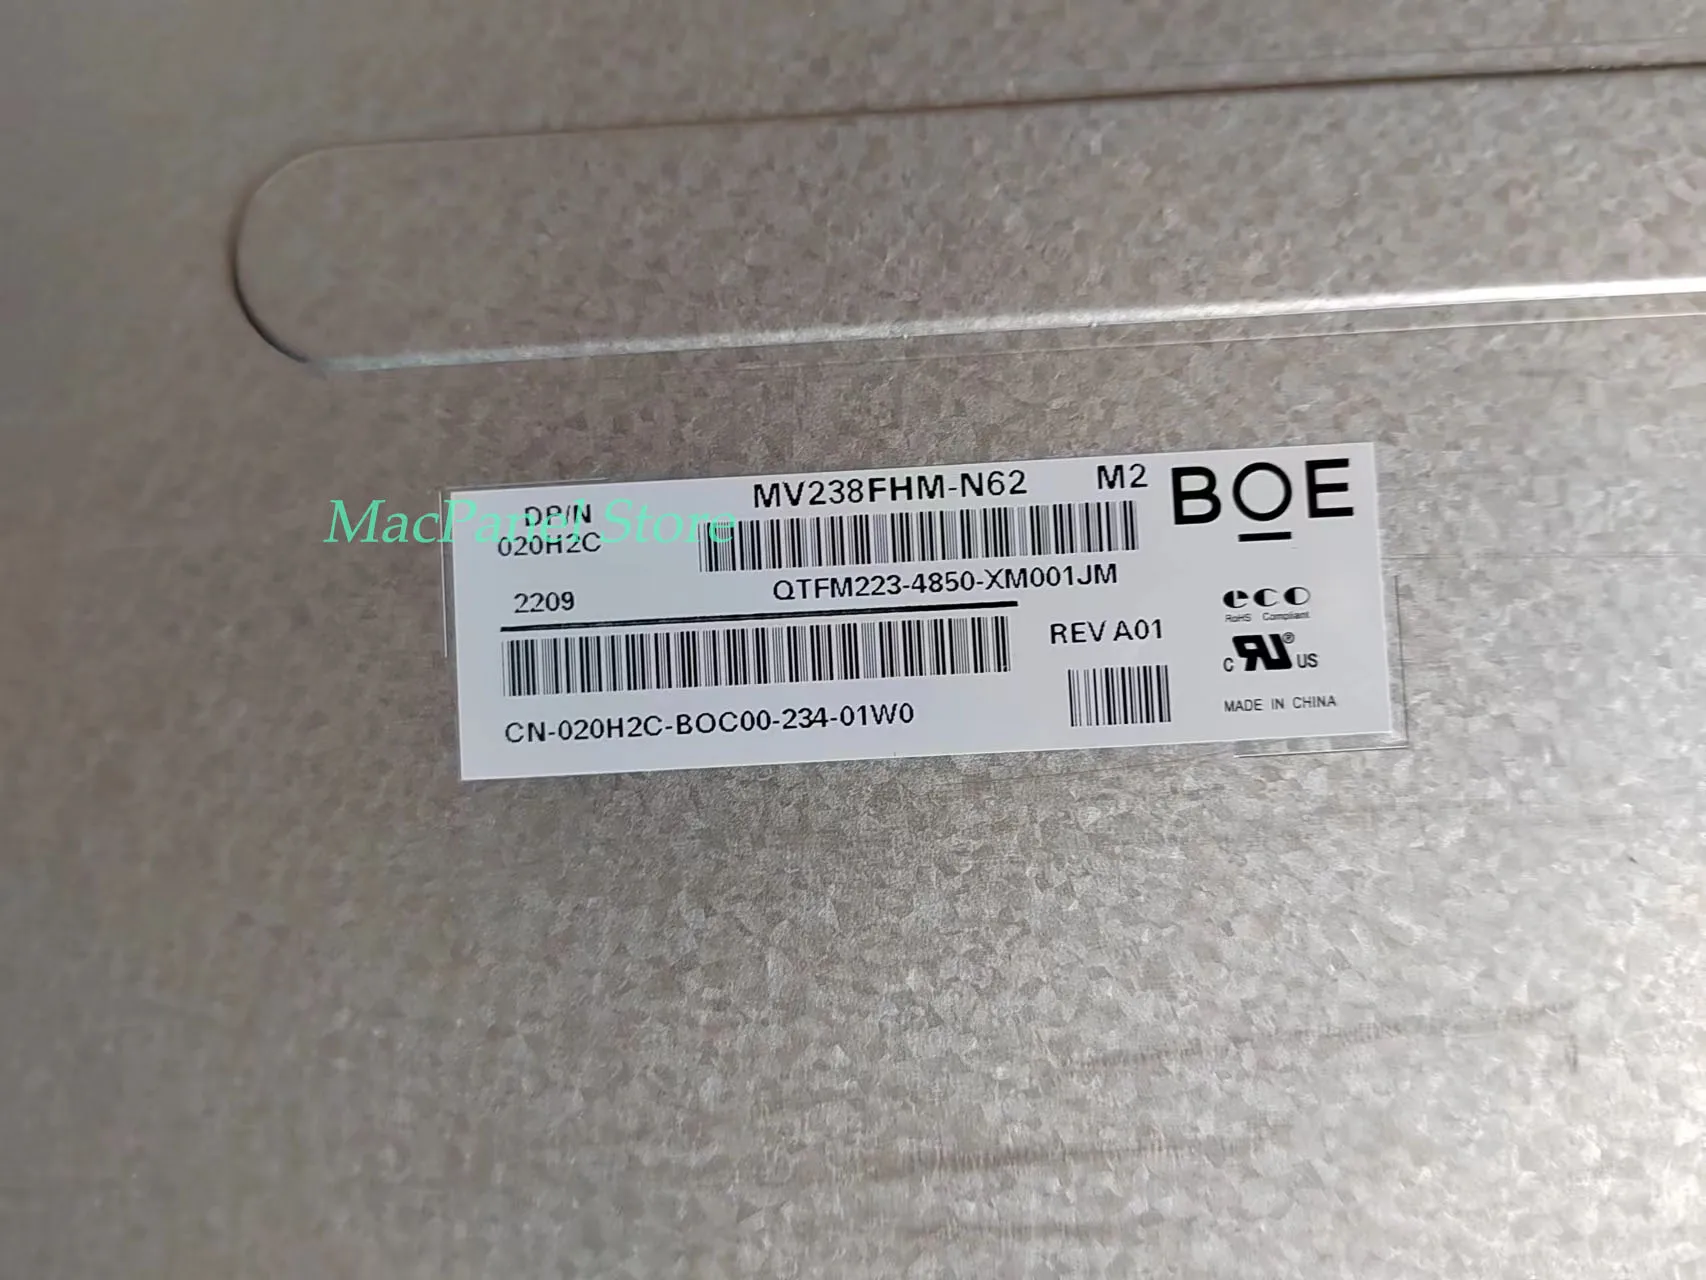 MV238FHM-N62 M2 BOE
DP/N
MacPanel Store
020H2C
QTFM223-4850-XM001JM
2209
eco
RoHS Compliant
REV A01
c RU ® US
CN-020H2C-BOC00-234-01W0
MADE IN CHINA